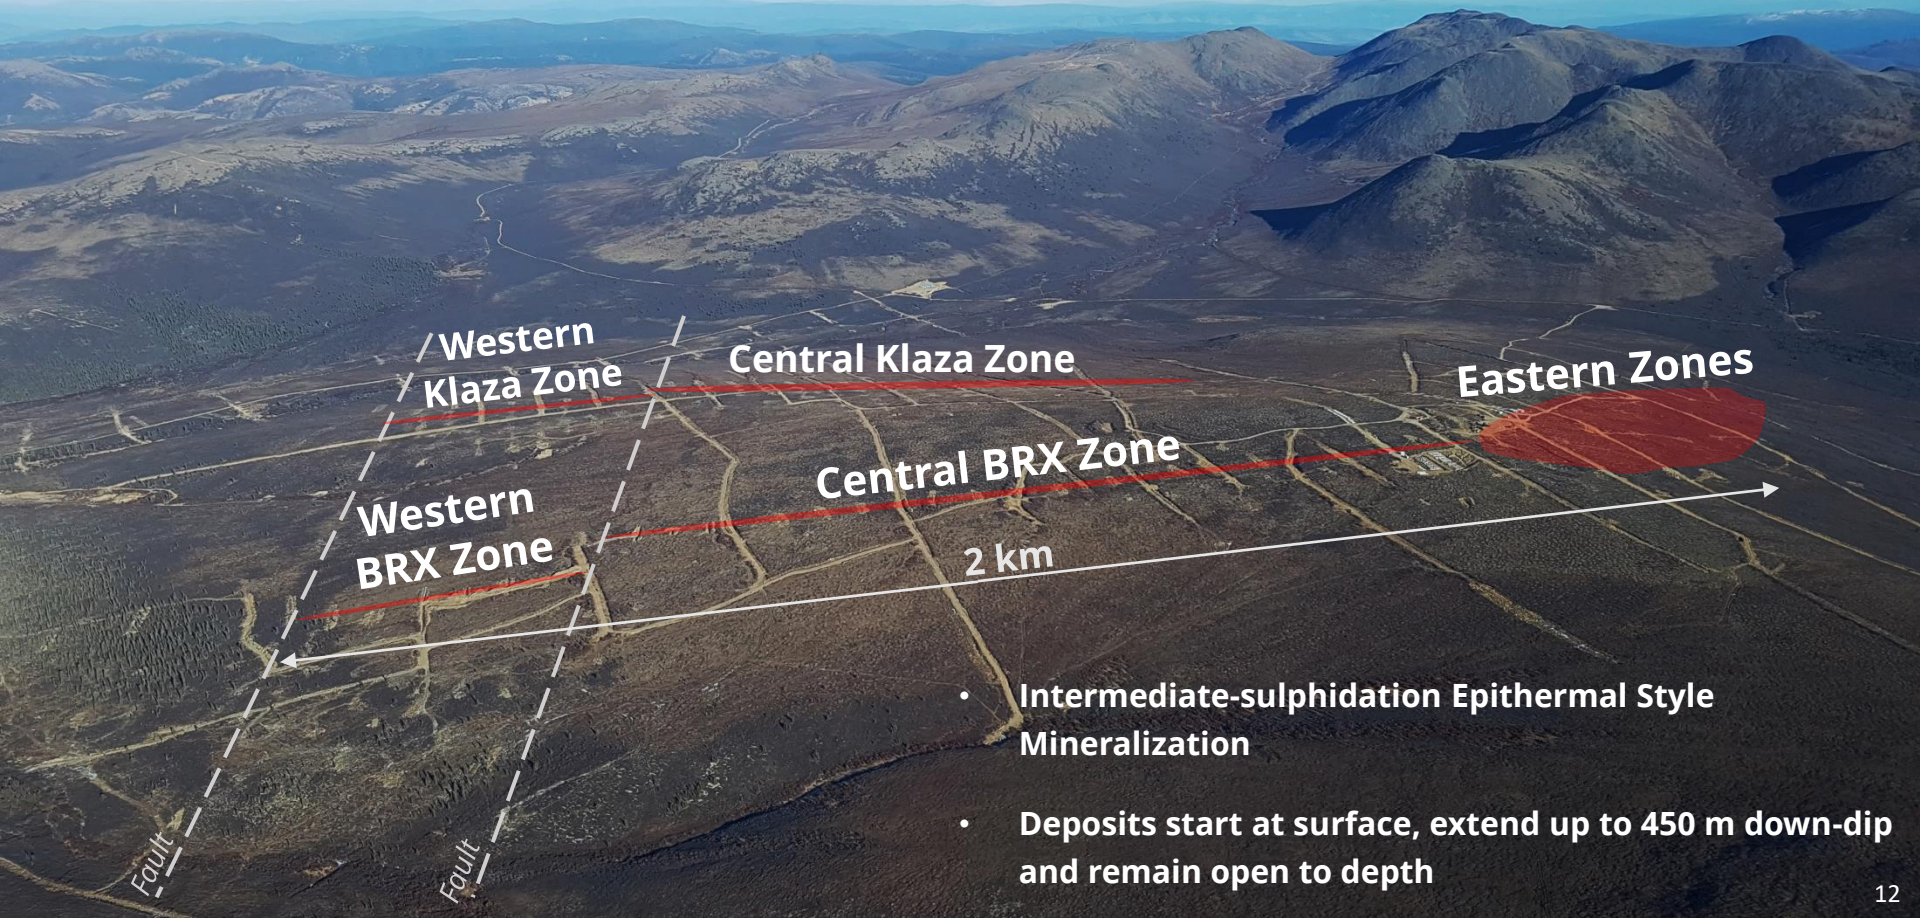 Western
Klaza Zone
Central Klaza Zone
Eastern Zones
Western
BRX Zone
Central BRX Zone
2 km
Fault
Fault
• Intermediate-sulphidation Epithermal Style
Mineralization
• Deposits start at surface, extend up to 450 m down-dip
and remain open to depth
12